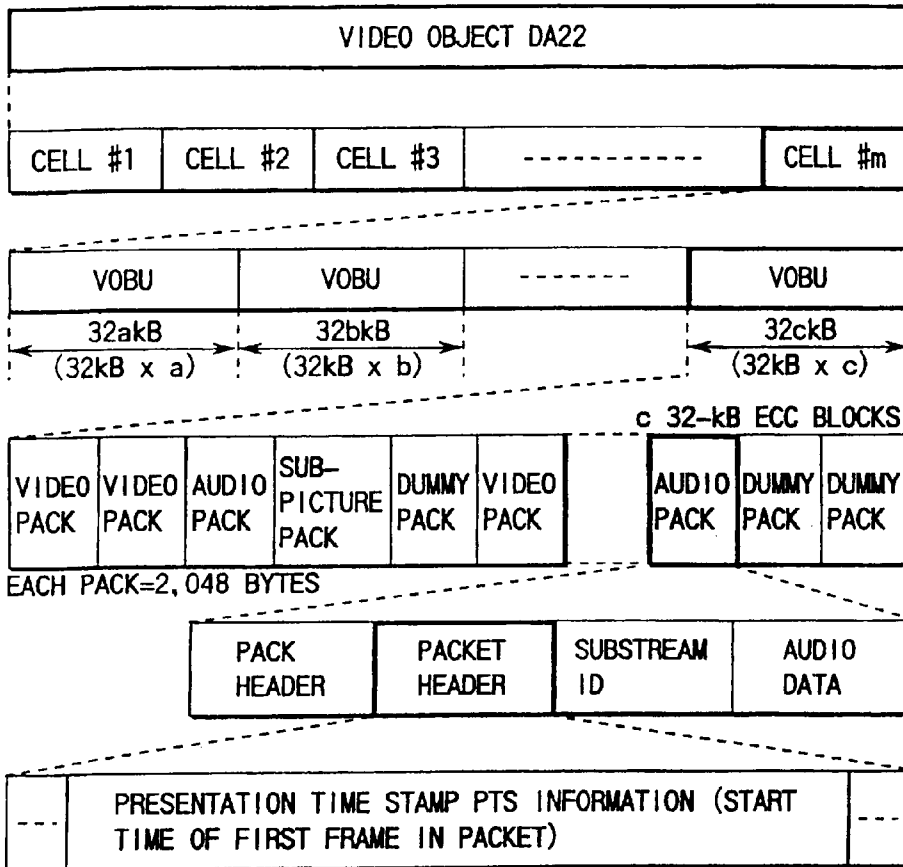 VIDEO OBJECT DA22
CELL #1 CELL #2 CELL #3 ----------- CELL #m
VOBU VOBU ------- VOBU
32akB 32bkB 32ckB
(32kB x a) (32kB x b) (32kB x c)
c 32-kB ECC BLOCKS
VIDEO PACK
VIDEO PACK
AUDIO PACK
SUB-
PICTURE
PACK
DUMMY PACK
VIDEO PACK
AUDIO PACK
DUMMY PACK
DUMMY PACK
EACH PACK=2,048 BYTES
PACK
HEADER
PACKET
HEADER
SUBSTREAM
ID
AUDIO
DATA
--- PRESENTATION TIME STAMP PTS INFORMATION (START ---
TIME OF FIRST FRAME IN PACKET)